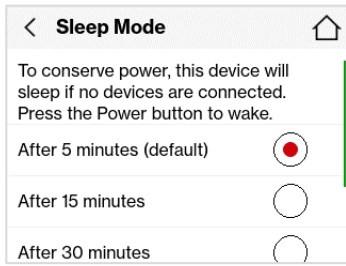 Sleep Mode
To conserve power, this device will
sleep if no devices are connected.
Press the Power button to wake.
After 5 minutes (default)
After 15 minutes
After 30 minutes